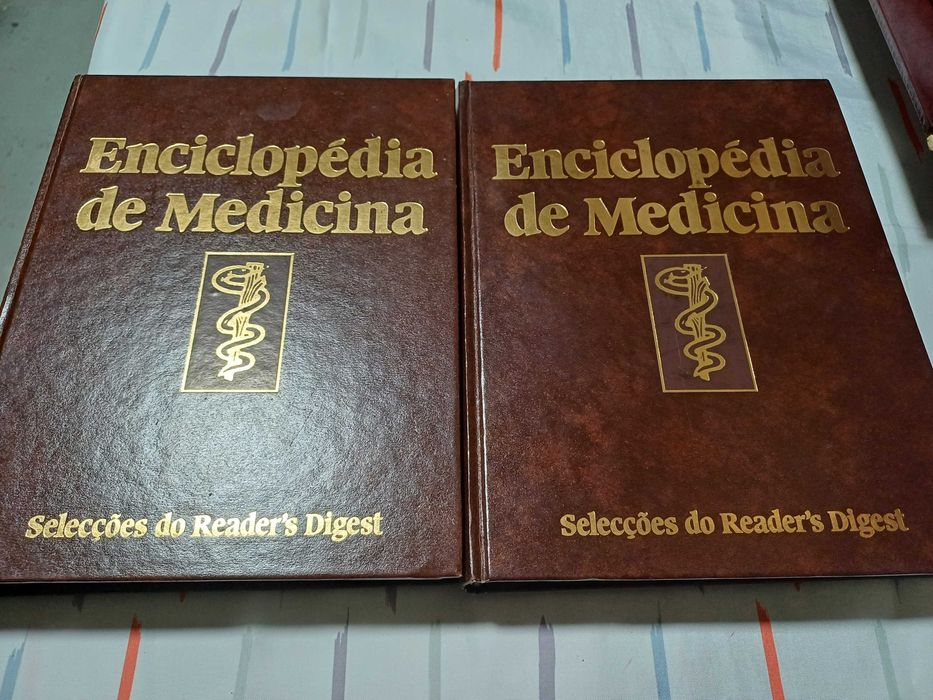 Enciclopédia
de Medicina
Selecções do Reader's Digest
Enciclopédia
de Medicina
Selecções do Reader's Digest